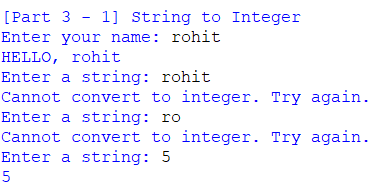 [Part 3 - 1] String to Integer
Enter your name: rohit
HELLO, rohit
Enter a string: rohit
Cannot convert to integer. Try again.
Enter a string: ro
Cannot convert to integer. Try again.
Enter a string: 5
5